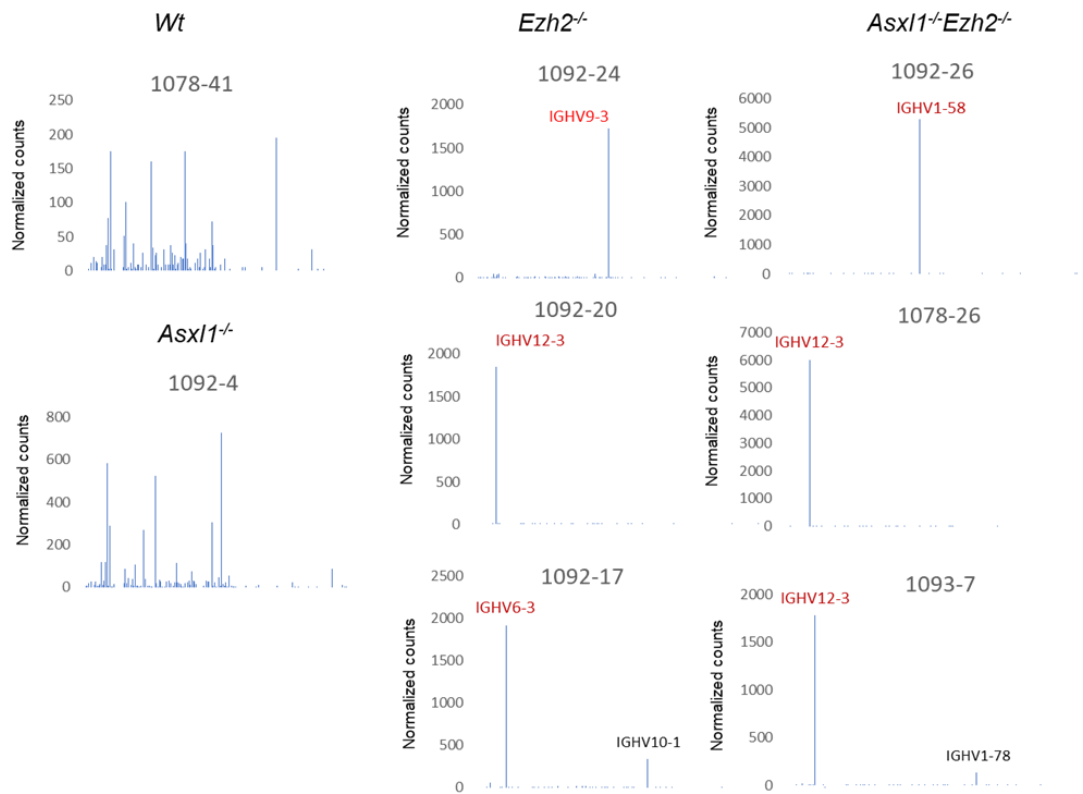 Wt
1078-41
Normalized counts
250
200
150
100
50
0
Asxl1-/-
1092-4
Normalized counts
800
600
400
200
0
Ezh2-/-
1092-24
Normalized counts
2000
1500
1000
500
0
IGHV9-3
1092-20
Normalized counts
2000
1500
1000
500
0
IGHV12-3
1092-17
Normalized counts
2500
2000
1500
1000
500
0
IGHV6-3
IGHV10-1
Asxl1-/-Ezh2-/-
1092-26
Normalized counts
6000
5000
4000
3000
2000
1000
0
IGHV1-58
1078-26
Normalized counts
7000
6000
5000
4000
3000
2000
1000
0
IGHV12-3
1093-7
Normalized counts
2000
1500
1000
500
0
IGHV12-3
IGHV1-78